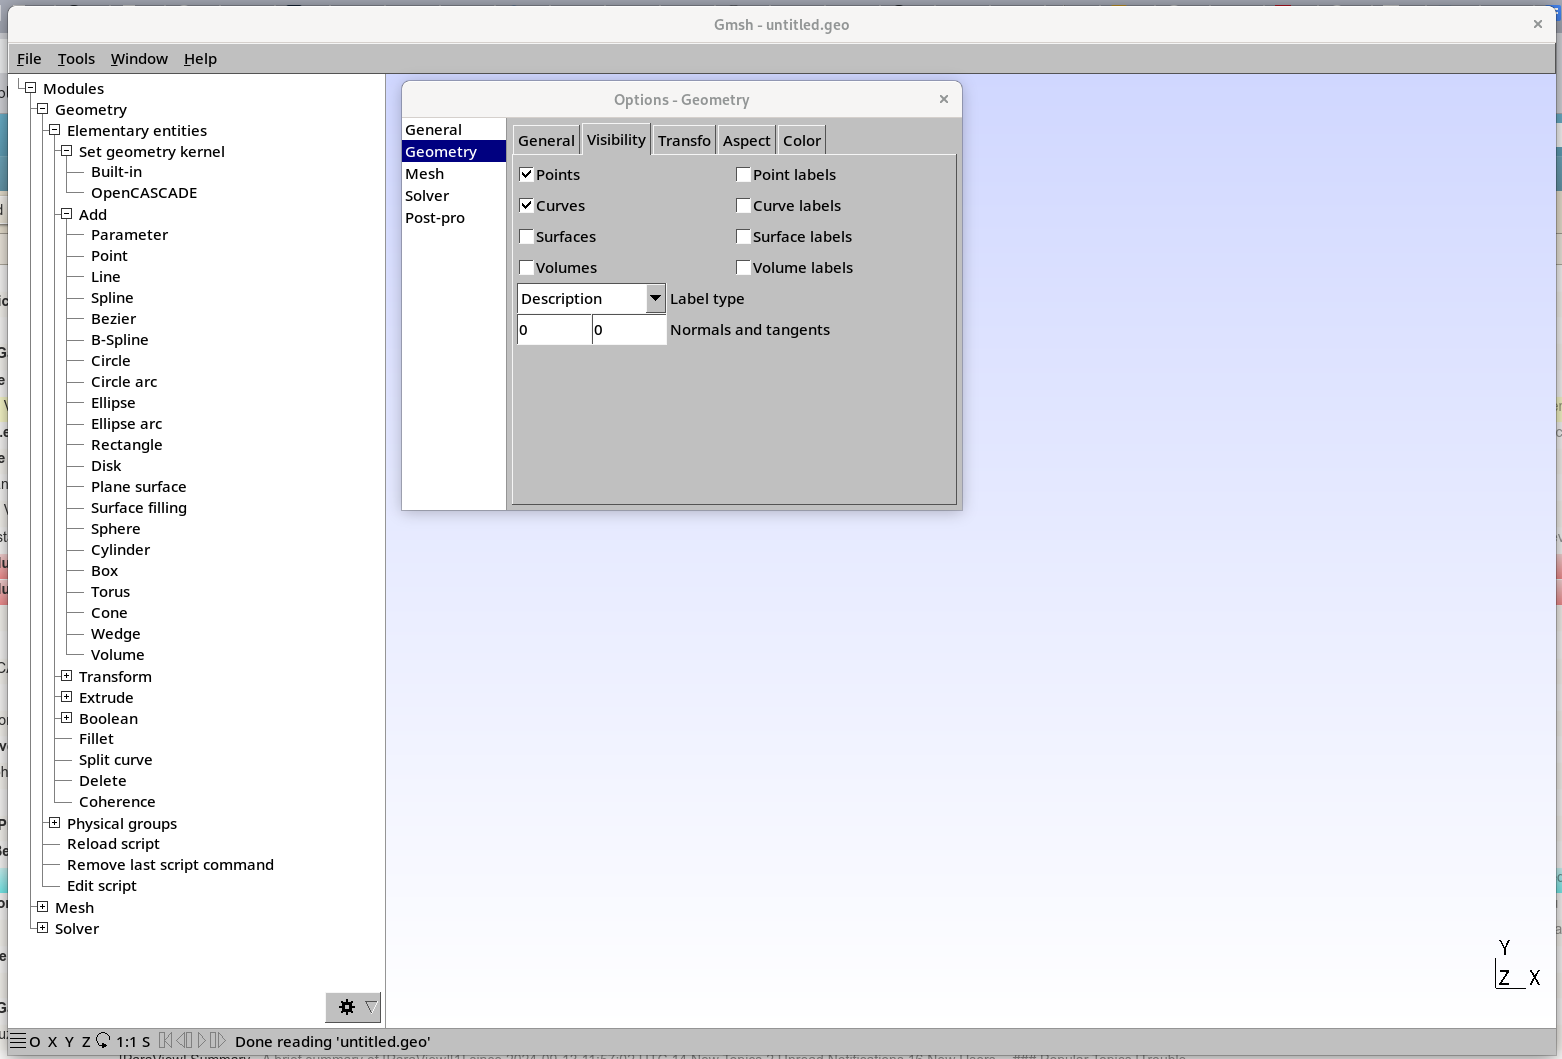 Gmsh - untitled.geo
File Tools Window Help
Modules
Geometry
Elementary entities
Set geometry kernel
Built-in
OpenCASCADE
Add
Parameter
Point
Line
Spline
Bezier
B-Spline
Circle
Circle arc
Ellipse
Ellipse arc
Rectangle
Disk
Plane surface
Surface filling
Sphere
Cylinder
Box
Torus
Cone
Wedge
Volume
Transform
Extrude
Boolean
Fillet
Split curve
Delete
Coherence
Physical groups
Reload script
Remove last script command
Edit script
Mesh
Solver
Options - Geometry
General
Geometry
Mesh
Solver
Post-pro
General Visibility Transfo Aspect Color
Points Point labels
Curves Curve labels
Surfaces Surface labels
Volumes Volume labels
Description Label type
0 0 Normals and tangents
Y
Z X
O X Y Z 1:1 S Done reading 'untitled.geo'